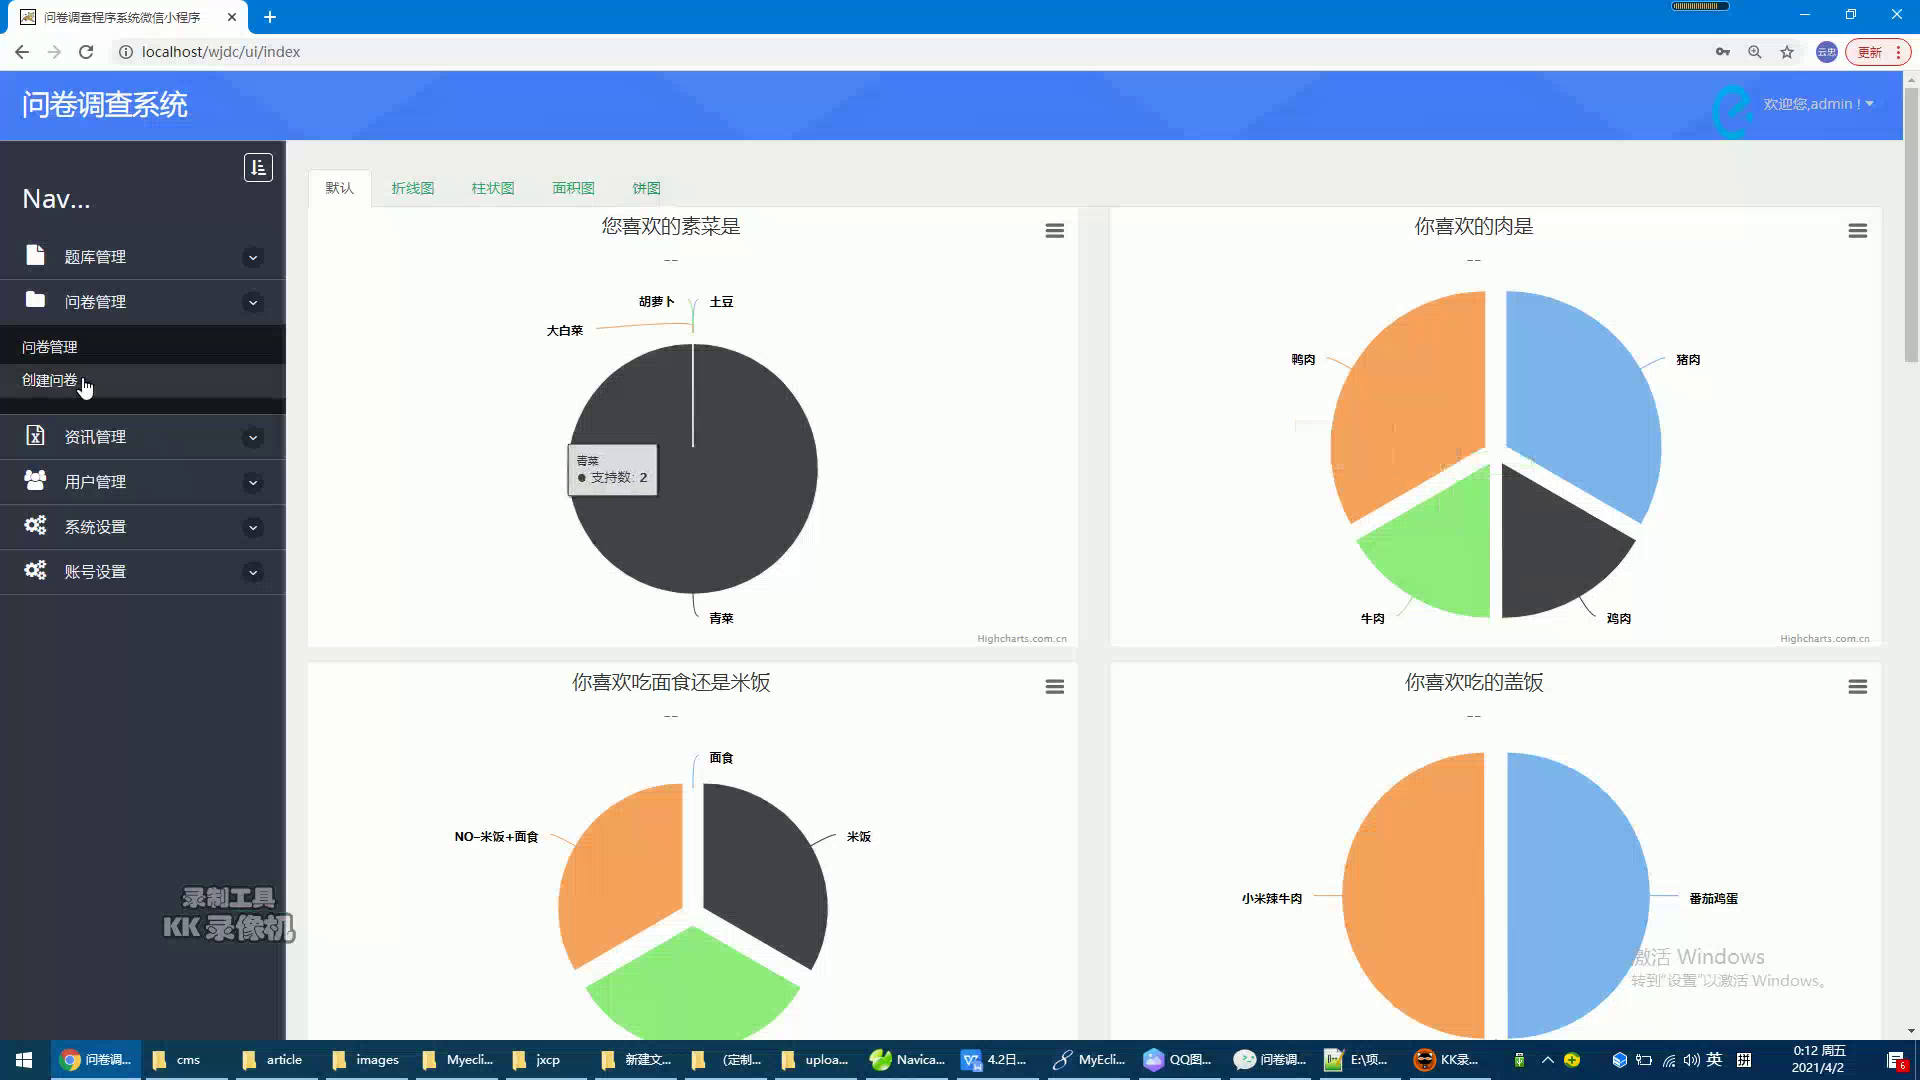 问卷调查程序系统微信小程序
localhost/wjdc/ui/index
云忠
更新
问卷调查系统
欢迎您,admin !
Nav...
题库管理
问卷管理
问卷管理
创建问卷
资讯管理
用户管理
系统设置
账号设置
默认
折线图
柱状图
面积图
饼图
您喜欢的素菜是
--
胡萝卜
土豆
大白菜
青菜
支持数: 2
青菜
Highcharts.com.cn
你喜欢的肉是
--
鸭肉
猪肉
牛肉
鸡肉
Highcharts.com.cn
你喜欢吃面食还是米饭
--
面食
NO-米饭+面食
米饭
你喜欢吃的盖饭
--
小米辣牛肉
番茄鸡蛋
录制工具
KK 录像机
激活 Windows
转到"设置"以激活 Windows。
问卷调...
cms
article
images
Myecli...
jxcp
新建文...
(定制...
uploa...
Navica...
4.2日...
MyEcli...
QQ图...
问卷调...
E:\项...
KK录...
英
0:12 周五
2021/4/2
6